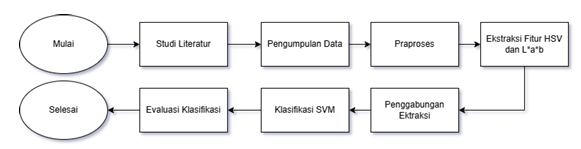 Mulai
Studi Literatur
Pengumpulan Data
Praproses
Ekstraksi Fitur HSV
dan L*a*b
Penggabungan
Ektraksi
Klasifikasi SVM
Evaluasi Klasifikasi
Selesai